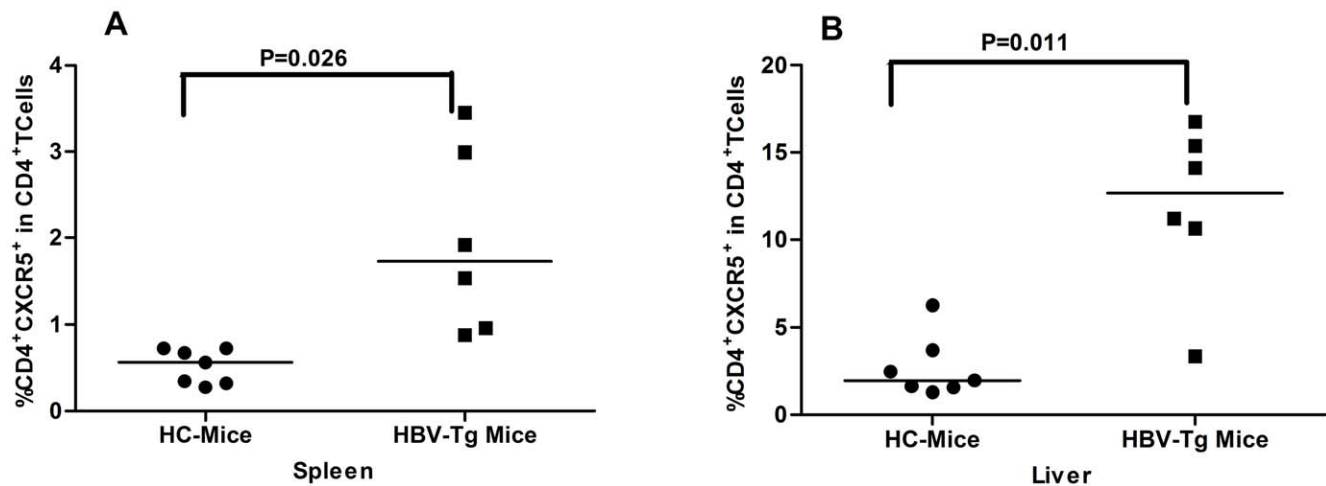 A
P=0.026
%CD4⁺CXCR5⁺ in CD4⁺TCells
4
3
2
1
0
HC-Mice HBV-Tg Mice
Spleen
B
P=0.011
%CD4⁺CXCR5⁺ in CD4⁺TCells
20
15
10
5
0
HC-Mice HBV-Tg Mice
Liver